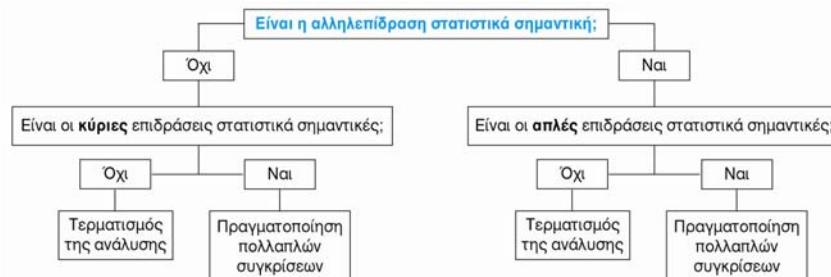 Είναι η αλληλεπίδραση στατιστικά σημαντική;
Όχι
Ναι
Είναι οι κύριες επιδράσεις στατιστικά σημαντικές;
Είναι οι απλές επιδράσεις στατιστικά σημαντικές;
Όχι
Ναι
Όχι
Ναι
Τερματισμός
της ανάλυσης
Πραγματοποίηση
πολλαπλών
συγκρίσεων
Τερματισμός
της ανάλυσης
Πραγματοποίηση
πολλαπλών
συγκρίσεων